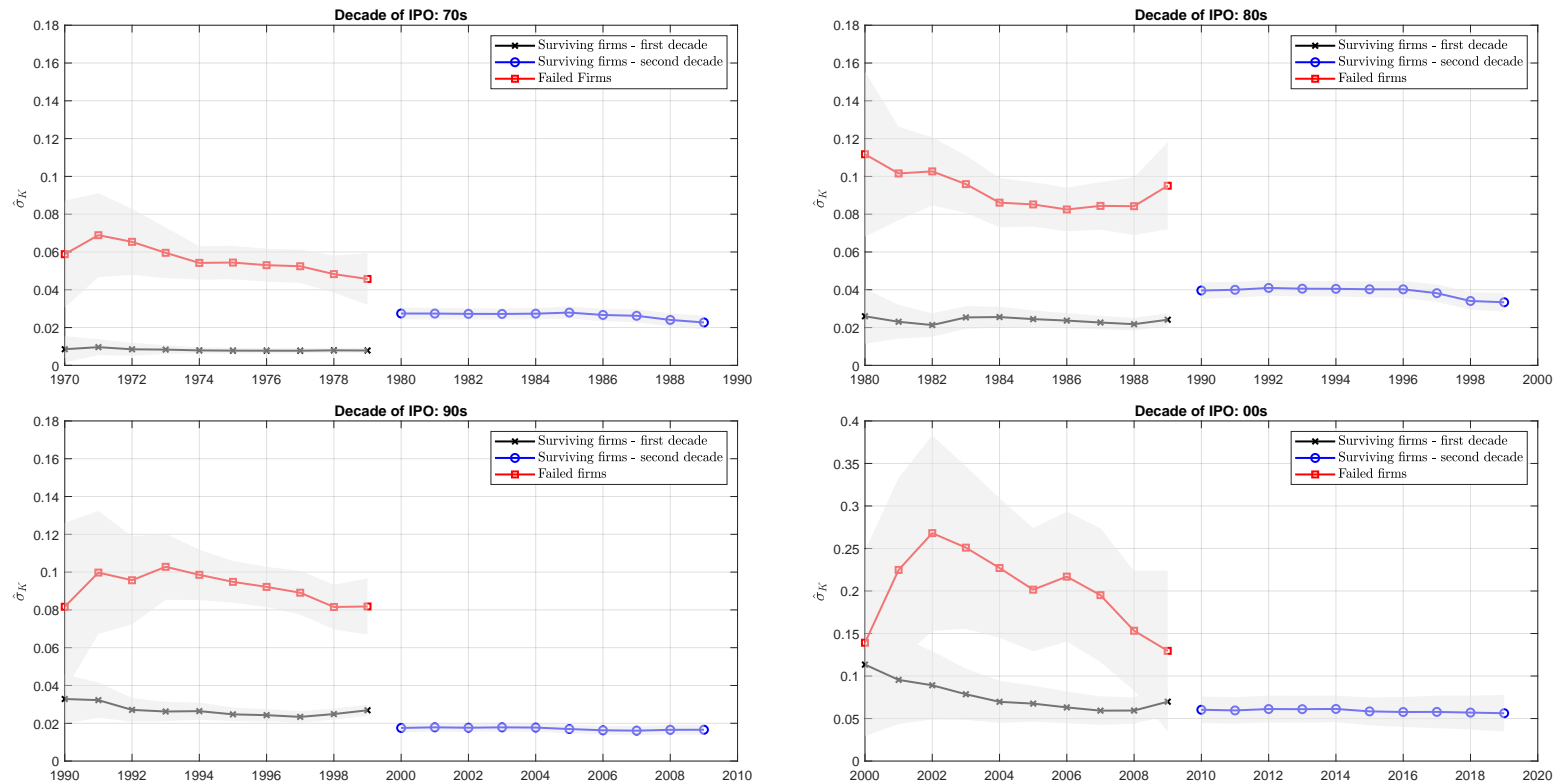 Decade of IPO: 70s
0.18
0.16
0.14
0.12
0.1
0.08
0.06
0.04
0.02
0
σ̂_K
Surviving firms - first decade
Surviving firms - second decade
Failed Firms
1970 1972 1974 1976 1978 1980 1982 1984 1986 1988 1990
Decade of IPO: 80s
0.18
0.16
0.14
0.12
0.1
0.08
0.06
0.04
0.02
0
σ̂_K
Surviving firms - first decade
Surviving firms - second decade
Failed firms
1980 1982 1984 1986 1988 1990 1992 1994 1996 1998 2000
Decade of IPO: 90s
0.18
0.16
0.14
0.12
0.1
0.08
0.06
0.04
0.02
0
σ̂_K
Surviving firms - first decade
Surviving firms - second decade
Failed firms
1990 1992 1994 1996 1998 2000 2002 2004 2006 2008 2010
Decade of IPO: 00s
0.4
0.35
0.3
0.25
0.2
0.15
0.1
0.05
0
σ̂_K
Surviving firms - first decade
Surviving firms - second decade
Failed firms
2000 2002 2004 2006 2008 2010 2012 2014 2016 2018 2020